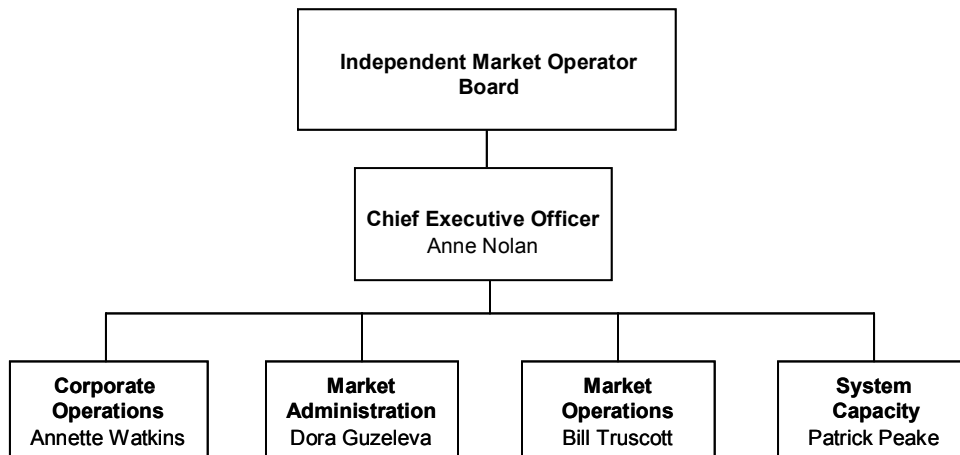 Independent Market Operator
Board
Chief Executive Officer
Anne Nolan
Corporate
Operations
Annette Watkins
Market
Administration
Dora Guzeleva
Market
Operations
Bill Truscott
System
Capacity
Patrick Peake